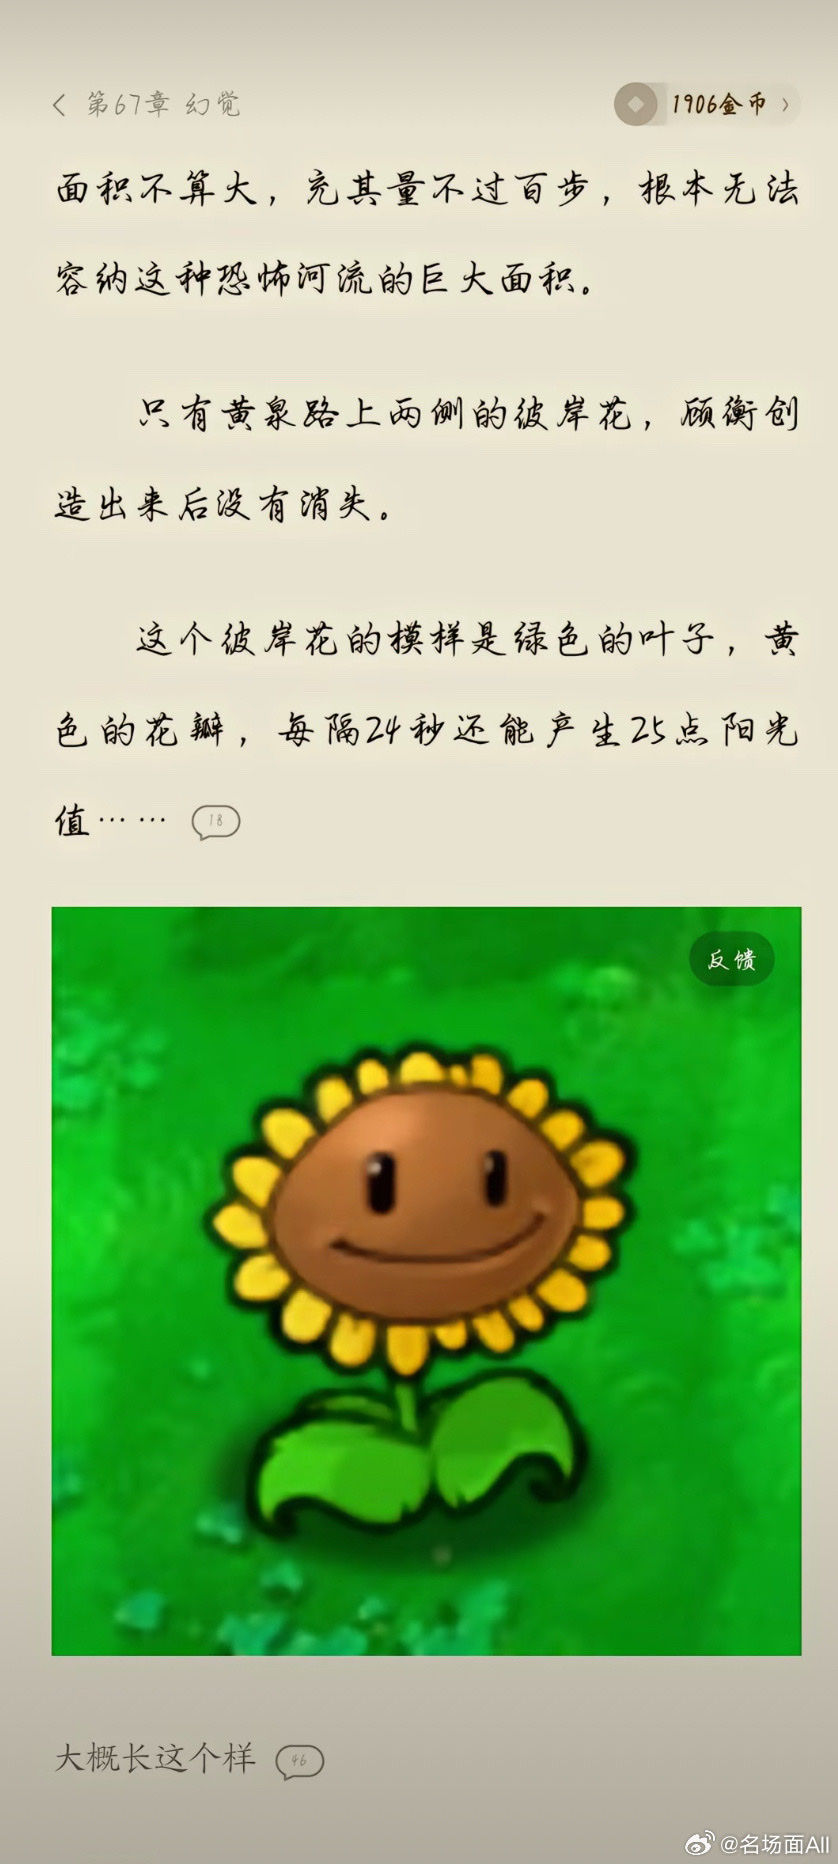 第67章 幻觉
1906金币
面积不算大，充其量不过百步，根本无法
容纳这种恐怖河流的巨大面积。
只有黄泉路上两侧的彼岸花，顾衡创
造出来后没有消失。
这个彼岸花的模样是绿色的叶子，黄
色的花瓣，每隔24秒还能产生25点阳光
值…… 18
反馈
大概长这个样 46
@名场面All